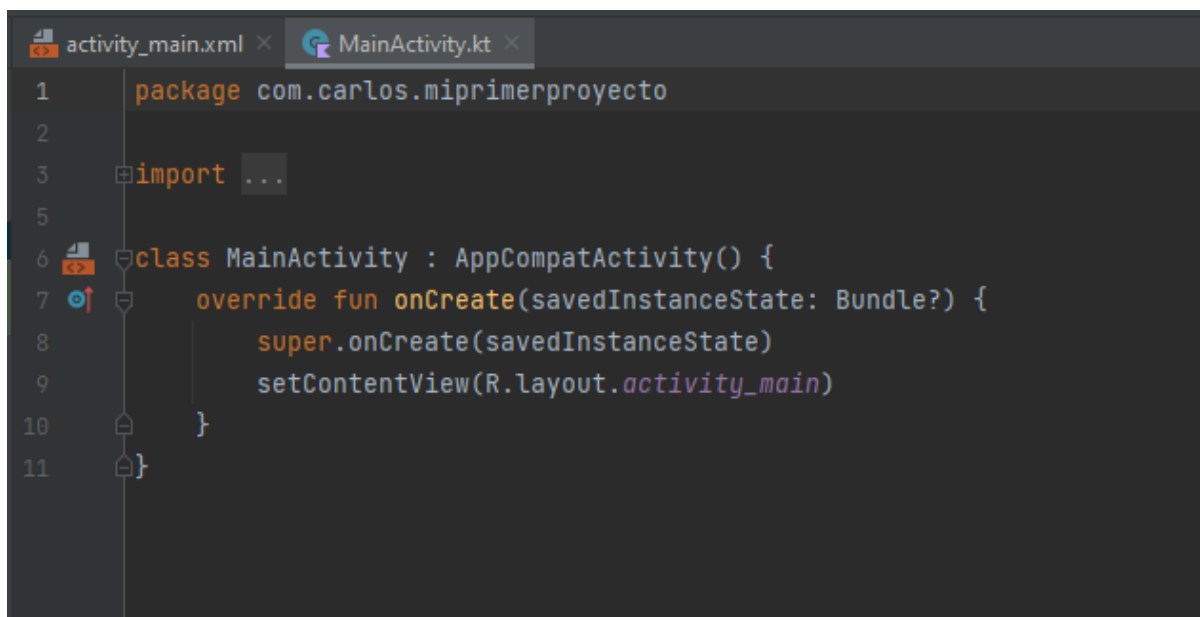 activity_main.xml MainActivity.kt
1 package com.carlos.miprimerproyecto
2
3 import ...
5
6 class MainActivity : AppCompatActivity() {
7 override fun onCreate(savedInstanceState: Bundle?) {
8 super.onCreate(savedInstanceState)
9 setContentView(R.layout.activity_main)
10 }
11 }